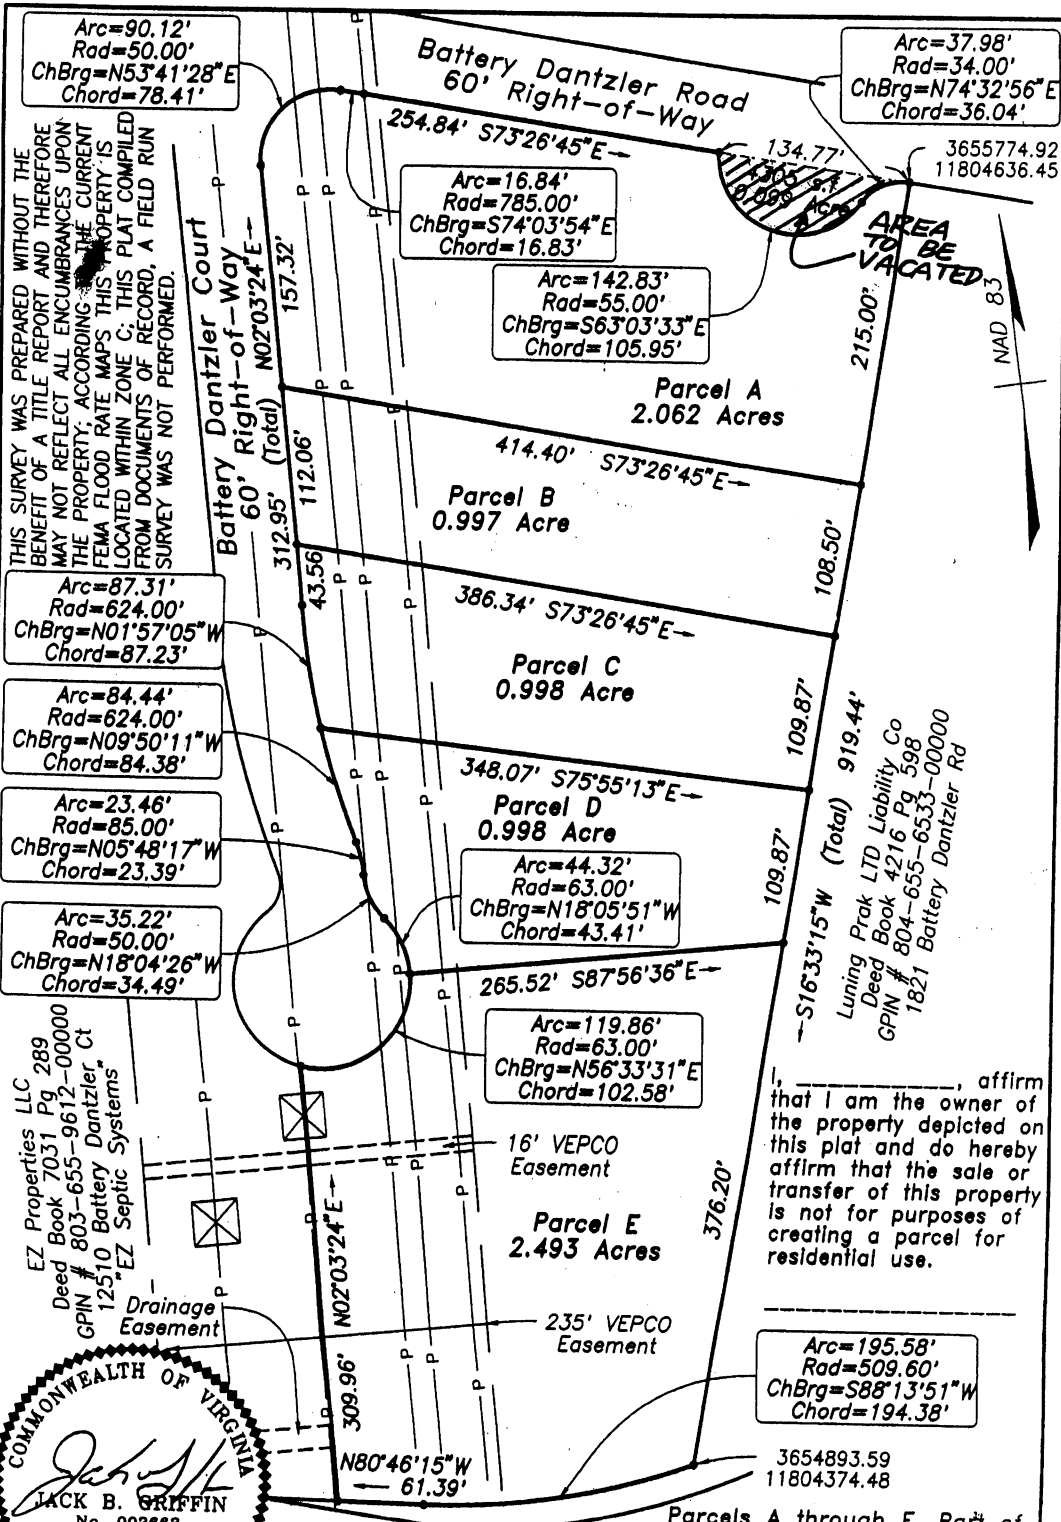 Arc=90.12'
Rad=50.00'
ChBrg=N53°41'28"E
Chord=78.41'
Battery Dantzler Road
60' Right-of-Way
Arc=37.98'
Rad=34.00'
ChBrg=N74°32'56"E
Chord=36.04'
254.84' S73°26'45"E
134.77'
3655774.92
11804636.45
4305 s.f.
0.099 Acre
AREA
TO BE
VACATED
Arc=16.84'
Rad=785.00'
ChBrg=S74°03'54"E
Chord=16.83'
Arc=142.83'
Rad=55.00'
ChBrg=S63°03'33"E
Chord=105.95'
THIS SURVEY WAS PREPARED WITHOUT THE
BENEFIT OF A TITLE REPORT AND THEREFORE
MAY NOT REFLECT ALL ENCUMBRANCES UPON
THE PROPERTY; ACCORDING THE CURRENT
FEMA FLOOD RATE MAPS THIS PROPERTY IS
LOCATED WITHIN ZONE C; THIS PLAT COMPILED
FROM DOCUMENTS OF RECORD, A FIELD RUN
SURVEY WAS NOT PERFORMED.
Battery Dantzler Court
60' Right-of-Way
N02°03'24"E
157.32'
(Total)
312.95'
112.06'
43.56
215.00'
NAD 83
Parcel A
2.062 Acres
414.40' S73°26'45"E
Parcel B
0.997 Acre
108.50'
386.34' S73°26'45"E
Arc=87.31'
Rad=624.00'
ChBrg=N01°57'05"W
Chord=87.23'
Parcel C
0.998 Acre
109.87'
Arc=84.44'
Rad=624.00'
ChBrg=N09°50'11"W
Chord=84.38'
348.07' S75°55'13"E
Parcel D
0.998 Acre
109.87'
Arc=23.46'
Rad=85.00'
ChBrg=N05°48'17"W
Chord=23.39'
Arc=44.32'
Rad=63.00'
ChBrg=N18°05'51"W
Chord=43.41'
Arc=35.22'
Rad=50.00'
ChBrg=N18°04'26"W
Chord=34.49'
265.52' S87°56'36"E
S16°33'15"W (Total) 919.44'
Luning Prak LTD Liability Co
Deed Book 4216 Pg 598
GPIN # 804-655-6533-00000
1821 Battery Dantzler Rd
Arc=119.86'
Rad=63.00'
ChBrg=N56°33'31"E
Chord=102.58'
EZ Properties LLC
Deed Book 7031 Pg 289
GPIN # 803-655-9612-00000
12510 Battery Dantzler Ct
"EZ Septic Systems"
16' VEPCO
Easement
I, ___________, affirm
that I am the owner of
the property depicted on
this plat and do hereby
affirm that the sale or
transfer of this property
is not for purposes of
creating a parcel for
residential use.
376.20'
Parcel E
2.493 Acres
N02°03'24"E
309.96'
Drainage
Easement
235' VEPCO
Easement
Arc=195.58'
Rad=509.60'
ChBrg=S88°13'51"W
Chord=194.38'
N80°46'15"W
61.39'
3654893.59
11804374.48
COMMONWEALTH OF VIRGINIA
JACK B. GRIFFIN
Parcels A through E, Part of